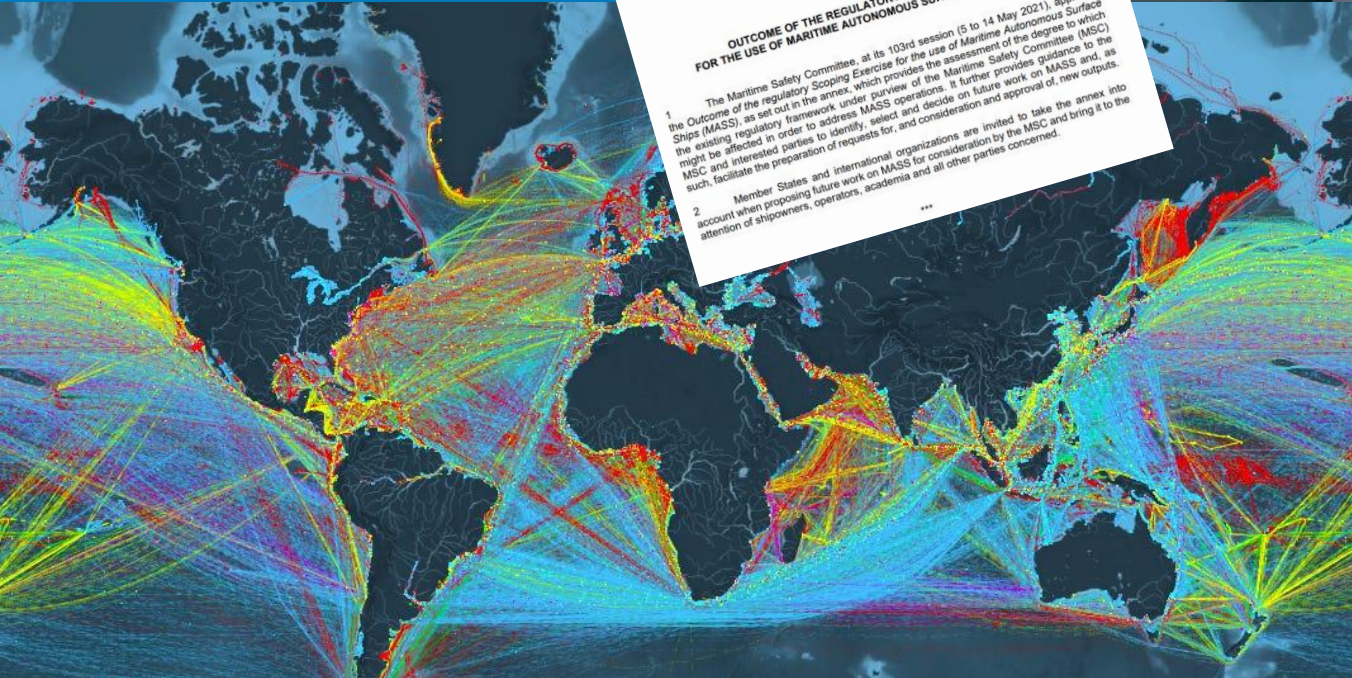 OUTCOME OF THE REGULATOR
FOR THE USE OF MARITIME AUTONOMOUS SU
1 The Maritime Safety Committee, at its 103rd session (5 to 14 May 2021), app
the Outcome of the regulatory Scoping Exercise for the use of Maritime Autonomous Surface
Ships (MASS), as set out in the annex, which provides the assessment of the degree to which
the existing regulatory framework under purview of the Maritime Safety Committee (MSC)
might be affected in order to address MASS operations. It further provides guidance to the
MSC and interested parties to identify, select and decide on future work on MASS and, as
such, facilitate the preparation of requests for, and consideration and approval of, new outputs.
2 Member States and international organizations are invited to take the annex into
account when proposing future work on MASS for consideration by the MSC and bring it to the
attention of shipowners, operators, academia and all other parties concerned.
***